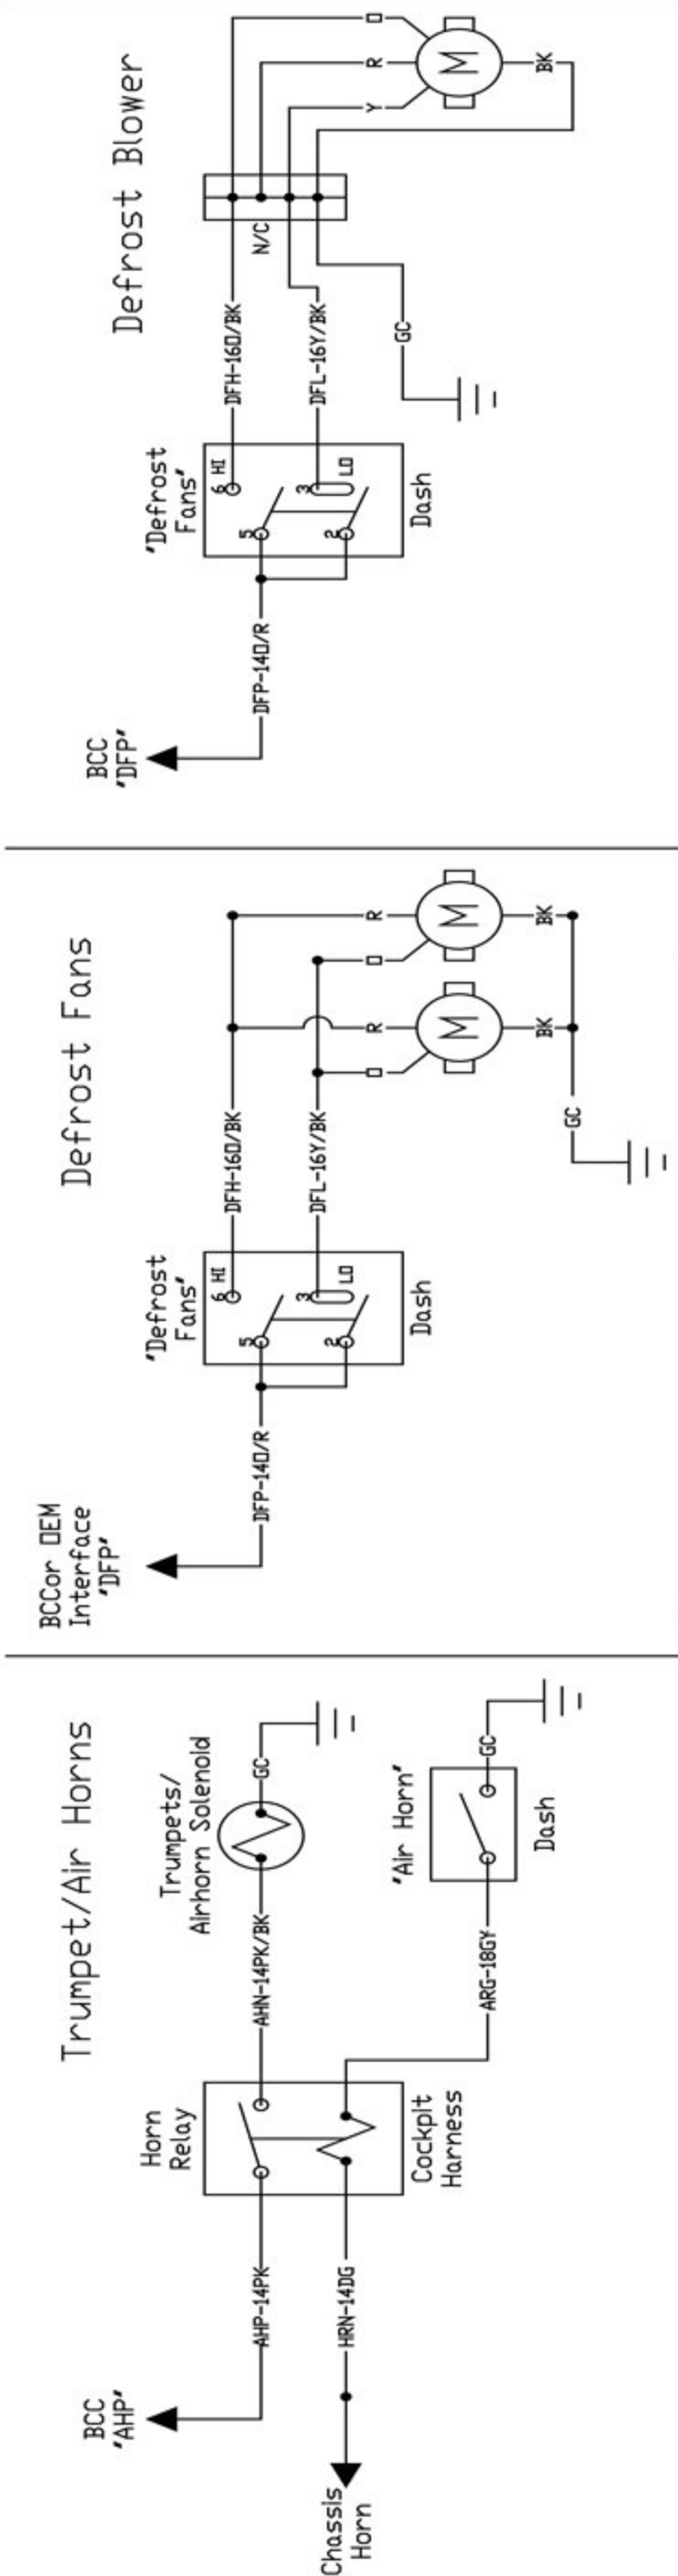 Trumpet/Air Horns
BCC
'AHP'
AHP-14PK
Horn
Relay
AHN-14PK/BK
Trumpets/
Airhorn Solenoid
GC
Chassis
Horn
HRN-14DG
Cockpit
Harness
ARG-18GY
'Air Horn'
GC
Dash
Defrost Fans
BCCor OEM
Interface
'DFP'
DFP-14O/R
'Defrost
Fans'
5
6
HI
2
3
LO
Dash
DFH-16O/BK
DFL-16Y/BK
O
R
O
R
M
M
BK
BK
GC
Defrost Blower
BCC
'DFP'
DFP-14O/R
'Defrost
Fans'
5
6
HI
2
3
LO
Dash
DFH-16O/BK
DFL-16Y/BK
N/C
GC
O
R
Y
M
BK